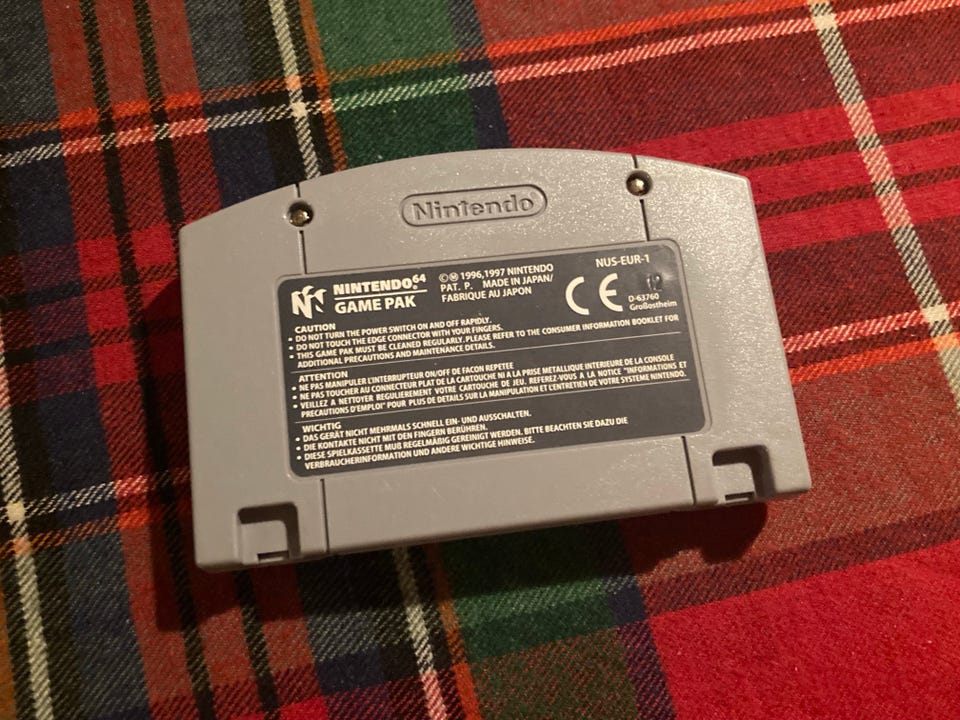 Nintendo
NINTENDO64
GAME PAK
©Ⓜ 1996,1997 NINTENDO
PAT. P. MADE IN JAPAN/
FABRIQUE AU JAPON
NUS-EUR-1
CE
12
D-63760
Großostheim
CAUTION
• DO NOT TURN THE POWER SWITCH ON AND OFF RAPIDLY.
• DO NOT TOUCH THE EDGE CONNECTOR WITH YOUR FINGERS.
• THIS GAME PAK MUST BE CLEANED REGULARLY. PLEASE REFER TO THE CONSUMER INFORMATION BOOKLET FOR
ADDITIONAL PRECAUTIONS AND MAINTENANCE DETAILS.
ATTENTION
• NE PAS MANIPULER L'INTERRUPTEUR ON/OFF DE FACON REPETEE
• NE PAS TOUCHER AU CONNECTEUR PLAT DE LA CARTOUCHE NI A LA PRISE METALLIQUE INTERIEURE DE LA CONSOLE
• VEILLEZ A NETTOYER REGULIEREMENT VOTRE CARTOUCHE DE JEU. REFEREZ-VOUS A LA NOTICE "INFORMATIONS ET
PRECAUTIONS D'EMPLOI" POUR PLUS DE DETAILS SUR LA MANIPULATION ET L'ENTRETIEN DE VOTRE SYSTEME NINTENDO.
WICHTIG
• DAS GERÄT NICHT MEHRMALS SCHNELL EIN- UND AUSSCHALTEN.
• DIE KONTAKTE NICHT MIT DEN FINGERN BERÜHREN.
• DIESE SPIELKASSETTE MUß REGELMÄßIG GEREINIGT WERDEN. BITTE BEACHTEN SIE DAZU DIE
VERBRAUCHERINFORMATION UND ANDERE WICHTIGE HINWEISE.